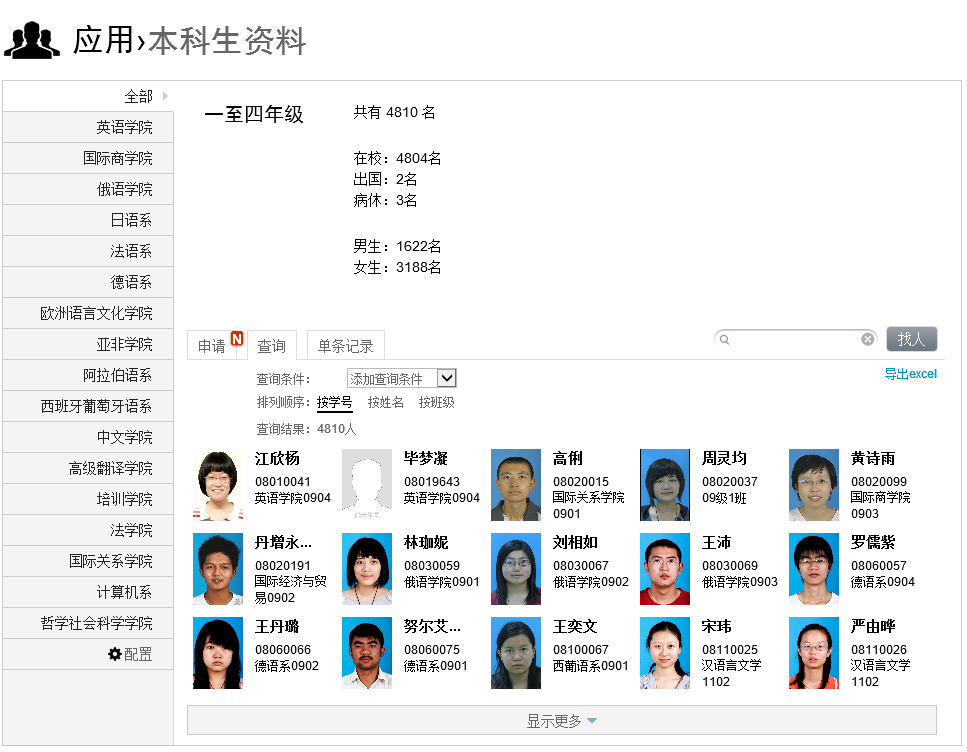 应用›本科生资料
全部
英语学院
国际商学院
俄语学院
日语系
法语系
德语系
欧洲语言文化学院
亚非学院
阿拉伯语系
西班牙葡萄牙语系
中文学院
高级翻译学院
培训学院
法学院
国际关系学院
计算机系
哲学社会科学学院
配置
一至四年级
共有 4810 名
在校：4804名
出国：2名
病休：3名
男生：1622名
女生：3188名
申请 N 查询 单条记录 找人
导出excel
查询条件： 添加查询条件
排列顺序：按学号 按姓名 按班级
查询结果：4810人
江欣杨
08010041
英语学院0904
毕梦凝
08019643
英语学院0904
高俐
08020015
国际关系学院
0901
周灵均
08020037
09级1班
黄诗雨
08020099
国际商学院
0903
丹增永...
08020191
国际经济与贸
易0902
林珈妮
08030059
俄语学院0901
刘相如
08030067
俄语学院0902
王沛
08030069
俄语学院0903
罗儒紫
08060057
德语系0904
王丹璐
08060066
德语系0902
努尔艾...
08060075
德语系0901
王奕文
08100067
西葡语系0901
宋玮
08110025
汉语言文学
1102
严由晔
08110026
汉语言文学
1102
显示更多